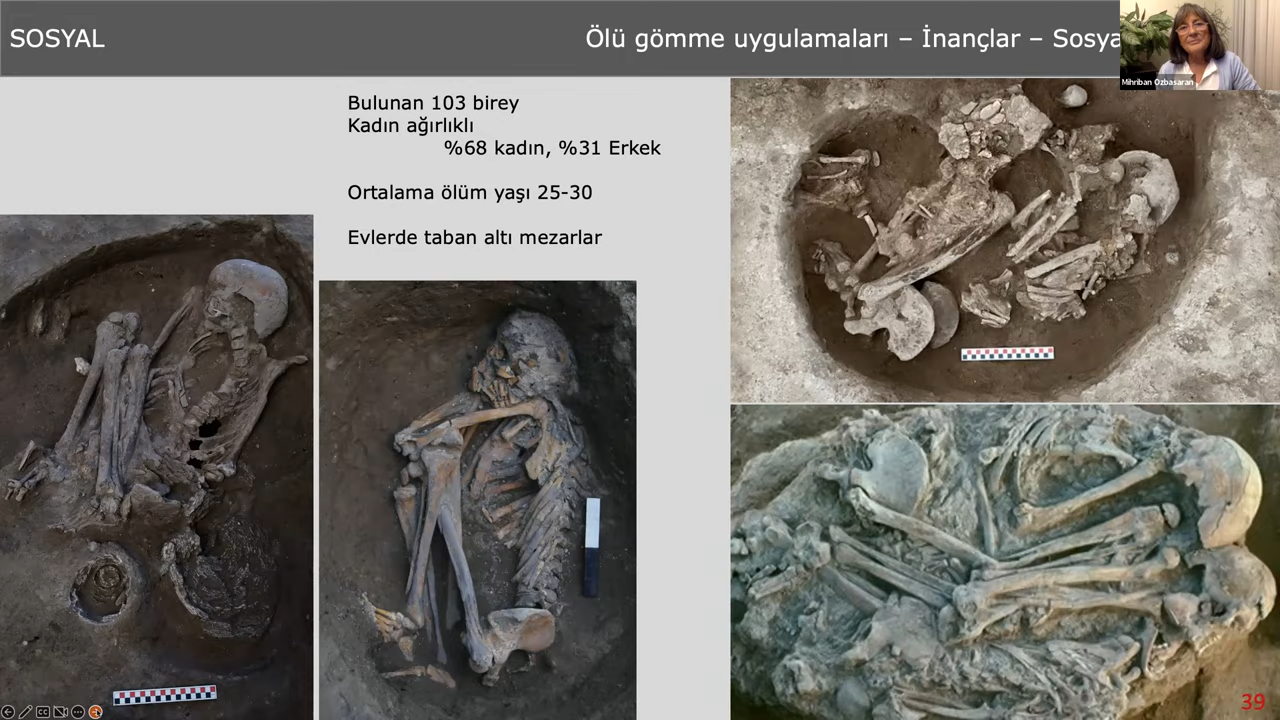 SOSYAL
Ölü gömme uygulamaları – İnançlar – Sosya
Mihriban Özbaşaran
Bulunan 103 birey
Kadın ağırlıklı
%68 kadın, %31 Erkek
Ortalama ölüm yaşı 25-30
Evlerde taban altı mezarlar
39